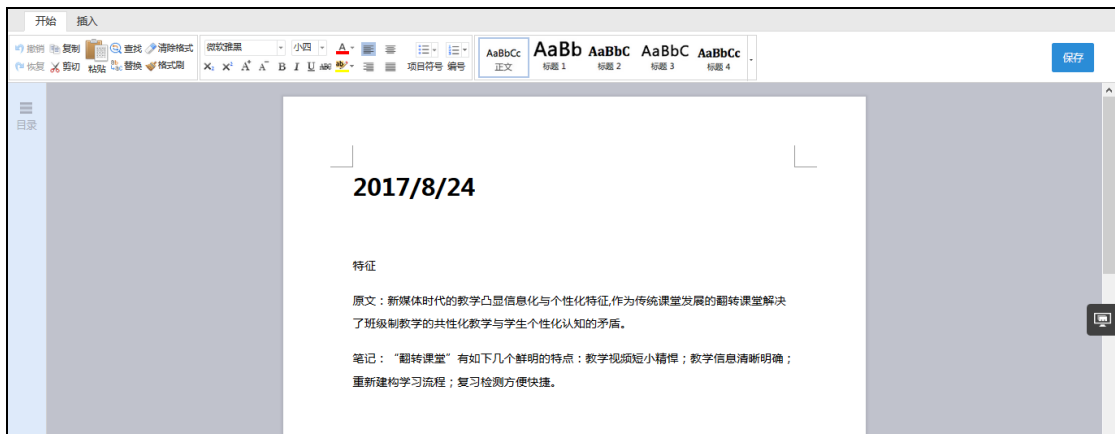 开始 插入
撤销 复制 查找 清除格式 微软雅黑 小四 A AaBbCc AaBb AaBbC AaBbC AaBbCc
恢复 剪切 粘贴 替换 格式刷 X₂ X² A⁺ A⁻ B I U ABC ab 项目符号 编号 正文 标题 1 标题 2 标题 3 标题 4
保存
目录
2017/8/24
特征
原文：新媒体时代的教学凸显信息化与个性化特征,作为传统课堂发展的翻转课堂解决
了班级制教学的共性化教学与学生个性化认知的矛盾。
笔记：“翻转课堂”有如下几个鲜明的特点：教学视频短小精悍；教学信息清晰明确；
重新建构学习流程；复习检测方便快捷。